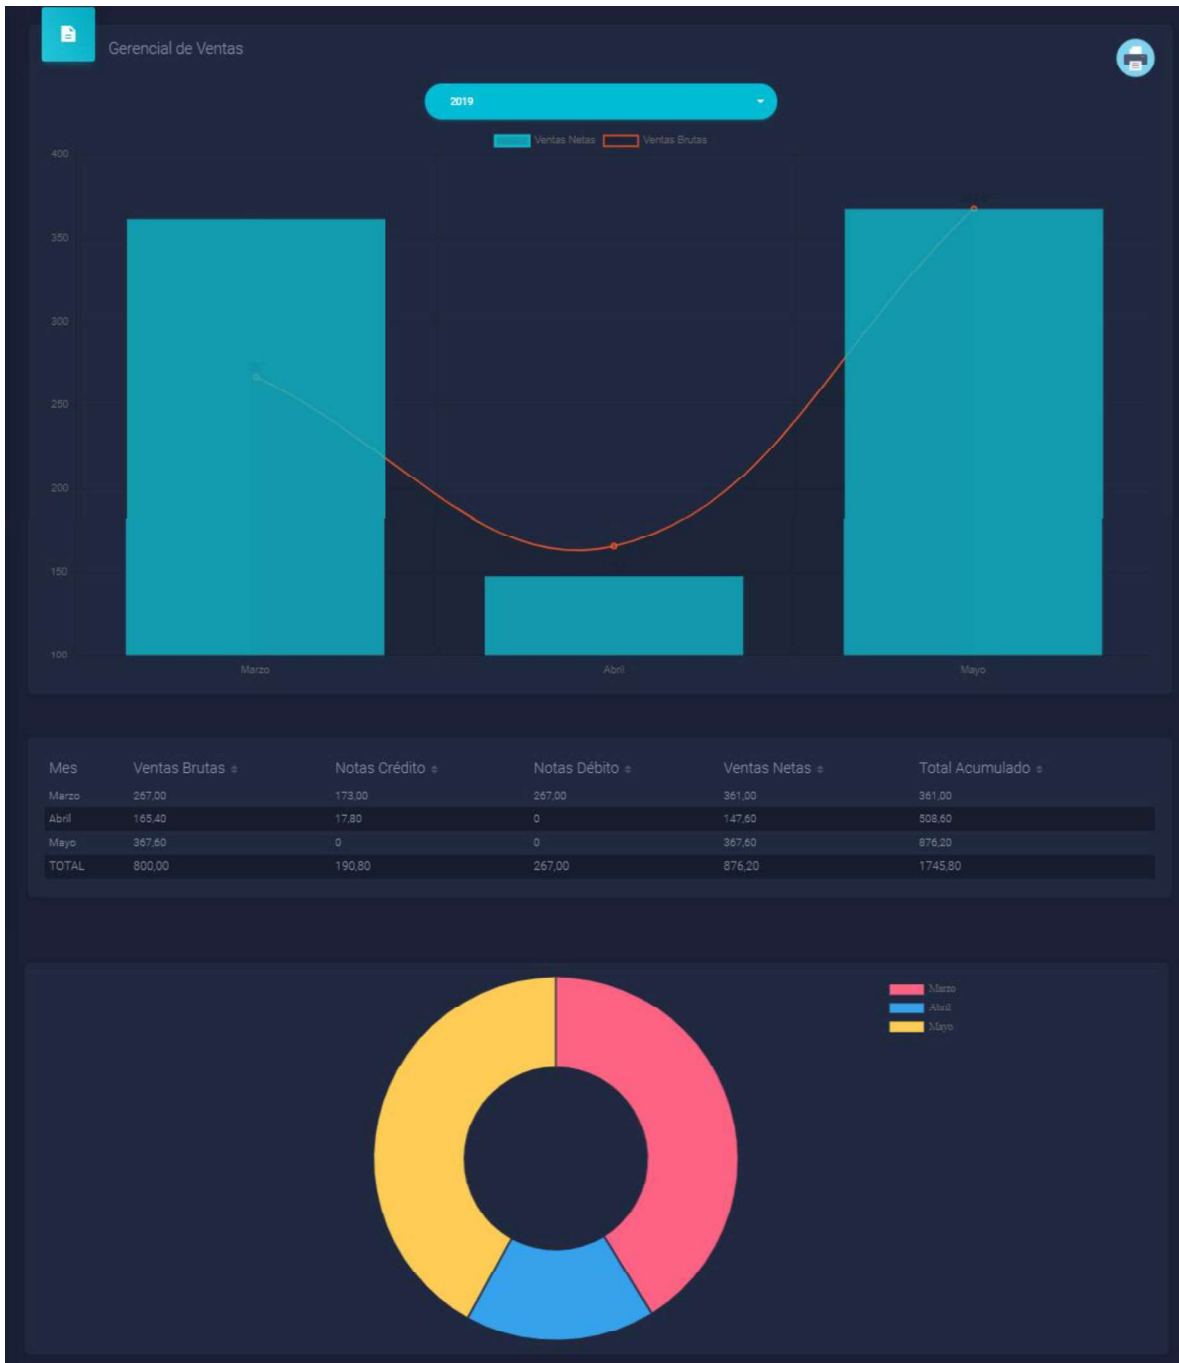 Gerencial de Ventas
2019
Ventas Netas Ventas Brutas
400
350
300
250
200
150
100
Marzo Abril Mayo
Mes Ventas Brutas Notas Crédito Notas Débito Ventas Netas Total Acumulado
Marzo 267,00 173,00 267,00 361,00 361,00
Abril 165,40 17,80 0 147,60 508,60
Mayo 367,60 0 0 367,60 876,20
TOTAL 800,00 190,80 267,00 876,20 1745,80
Marzo
Abril
Mayo